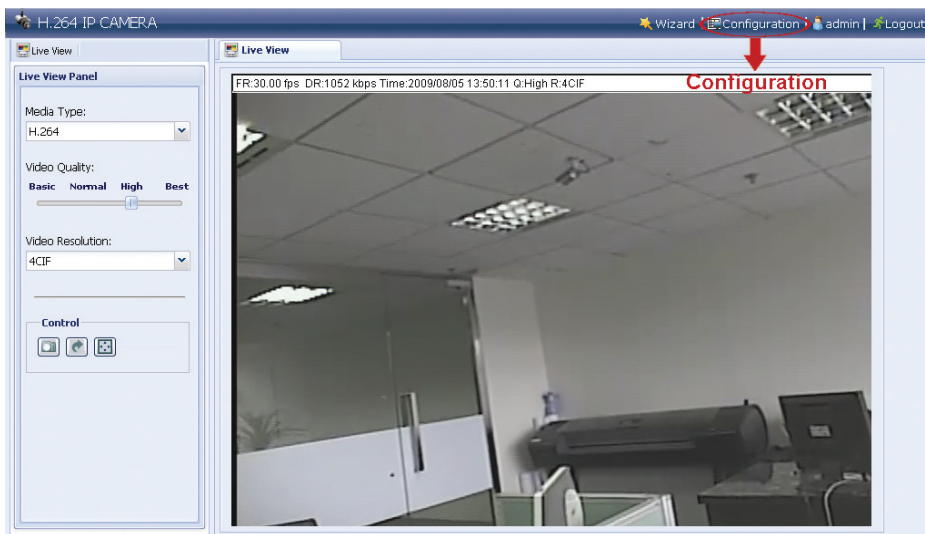 H.264 IP CAMERA
Wizard | Configuration | admin | Logout
Live View
Live View
Live View Panel
Configuration
FR:30.00 fps DR:1052 kbps Time:2009/08/05 13:50:11 Q:High R:4CIF
Media Type:
H.264
Video Quality:
Basic Normal High Best
Video Resolution:
4CIF
Control